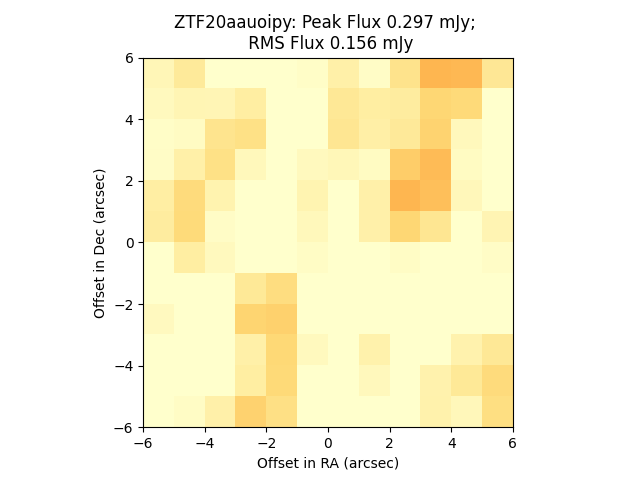 ZTF20aauoipy: Peak Flux 0.297 mJy;
RMS Flux 0.156 mJy
6
4
2
0
−2
−4
−6
Offset in Dec (arcsec)
−6 −4 −2 0 2 4 6
Offset in RA (arcsec)